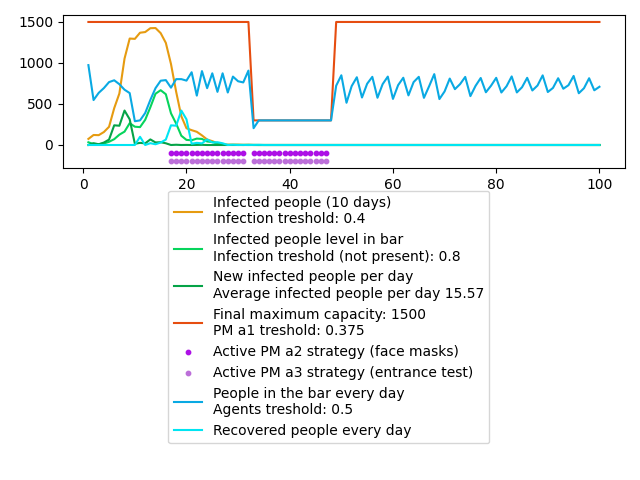 1500
1000
500
0
0 20 40 60 80 100
Infected people (10 days)
Infection treshold: 0.4
Infected people level in bar
Infection treshold (not present): 0.8
New infected people per day
Average infected people per day 15.57
Final maximum capacity: 1500
PM a1 treshold: 0.375
Active PM a2 strategy (face masks)
Active PM a3 strategy (entrance test)
People in the bar every day
Agents treshold: 0.5
Recovered people every day